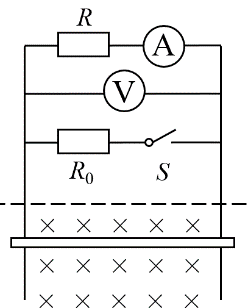 R
A
V
R₀ S
× × × × ×
× × × × ×
× × × × ×